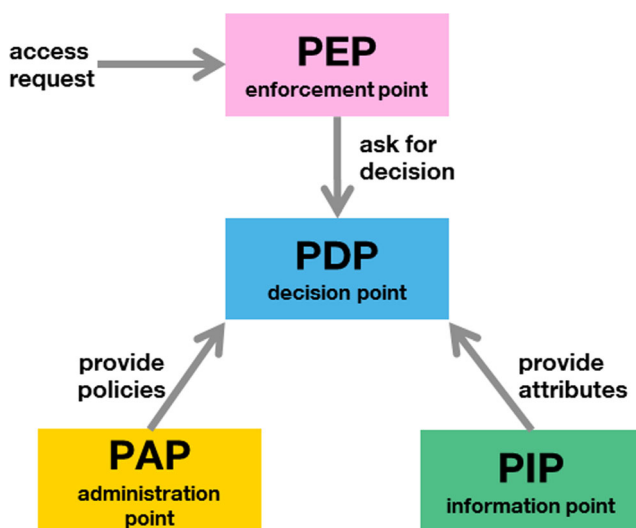 access
request
PEP
enforcement point
ask for
decision
PDP
decision point
provide
policies
provide
attributes
PAP
administration
point
PIP
information point